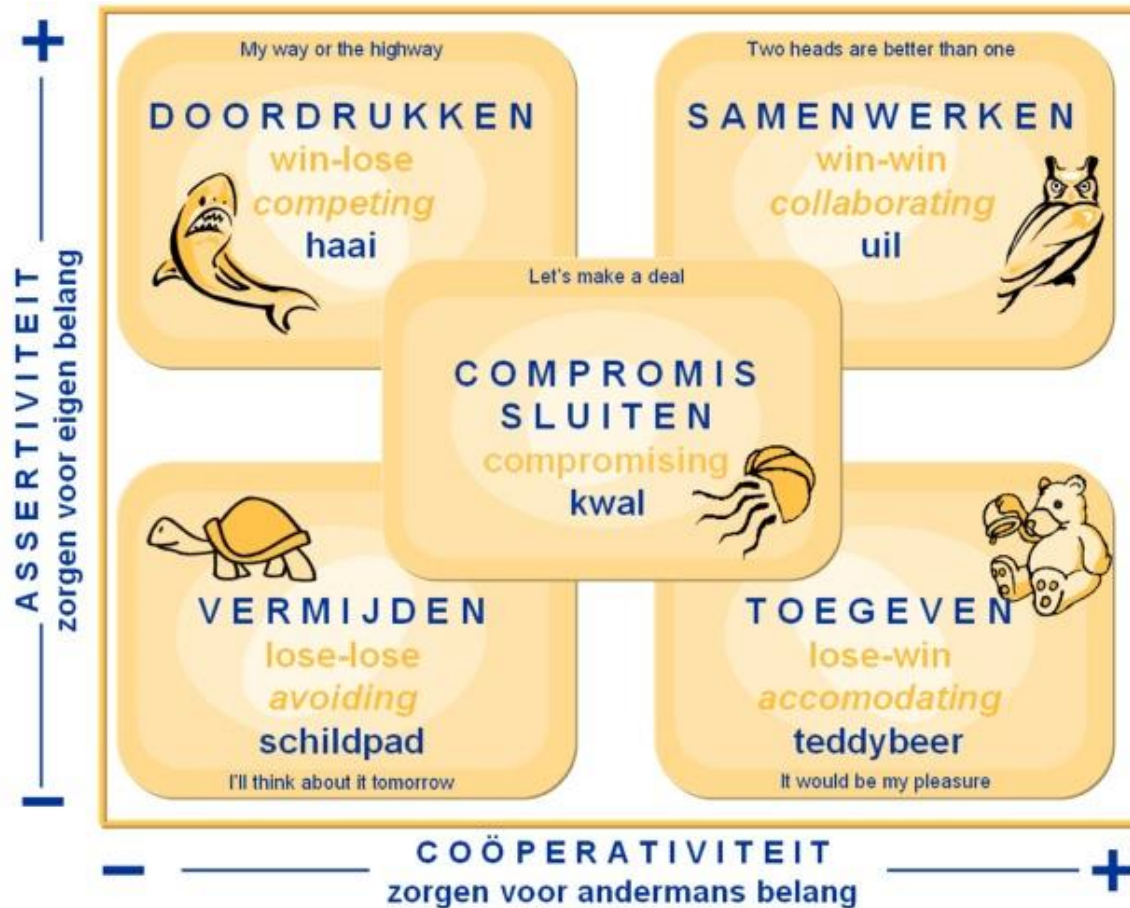 +
ASSERTIVITEIT
zorgen voor eigen belang
–
My way or the highway
DOORDRUKKEN
win-lose
competing
haai
Two heads are better than one
SAMENWERKEN
win-win
collaborating
uil
Let's make a deal
COMPROMIS
SLUITEN
compromising
kwal
VERMIJDEN
lose-lose
avoiding
schildpad
I'll think about it tomorrow
TOEGEVEN
lose-win
accomodating
teddybeer
It would be my pleasure
– COÖPERATIVITEIT +
zorgen voor andermans belang